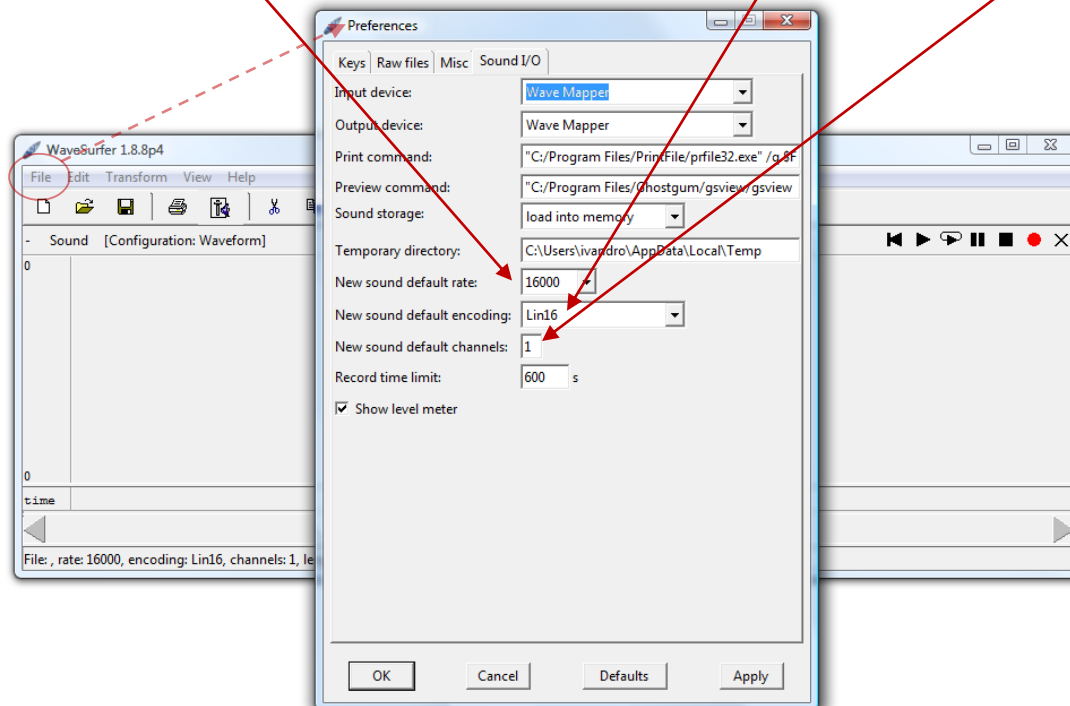 Preferences
Keys Raw files Misc Sound I/O
Input device: Wave Mapper
Output device: Wave Mapper
Print command: "C:/Program Files/PrintFile/prfile32.exe" /q $F
Preview command: "C:/Program Files/Ghostgum/gsview/gsview
Sound storage: load into memory
Temporary directory: C:\Users\ivandro\AppData\Local\Temp
New sound default rate: 16000
New sound default encoding: Lin16
New sound default channels: 1
Record time limit: 600 s
Show level meter
OK Cancel Defaults Apply
WaveSurfer 1.8.8p4
File Edit Transform View Help
- Sound [Configuration: Waveform]
0
0
time
File: , rate: 16000, encoding: Lin16, channels: 1, le